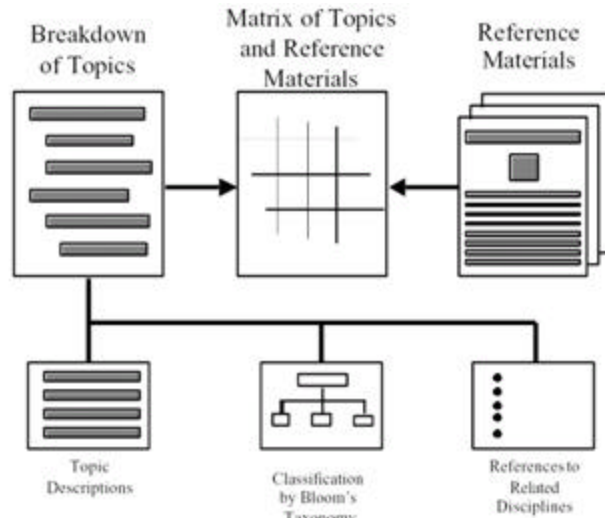 Breakdown
of Topics
Matrix of Topics
and Reference
Materials
Reference
Materials
Topic
Descriptions
Classification
by Bloom's
Taxonomy
References to
Related
Disciplines